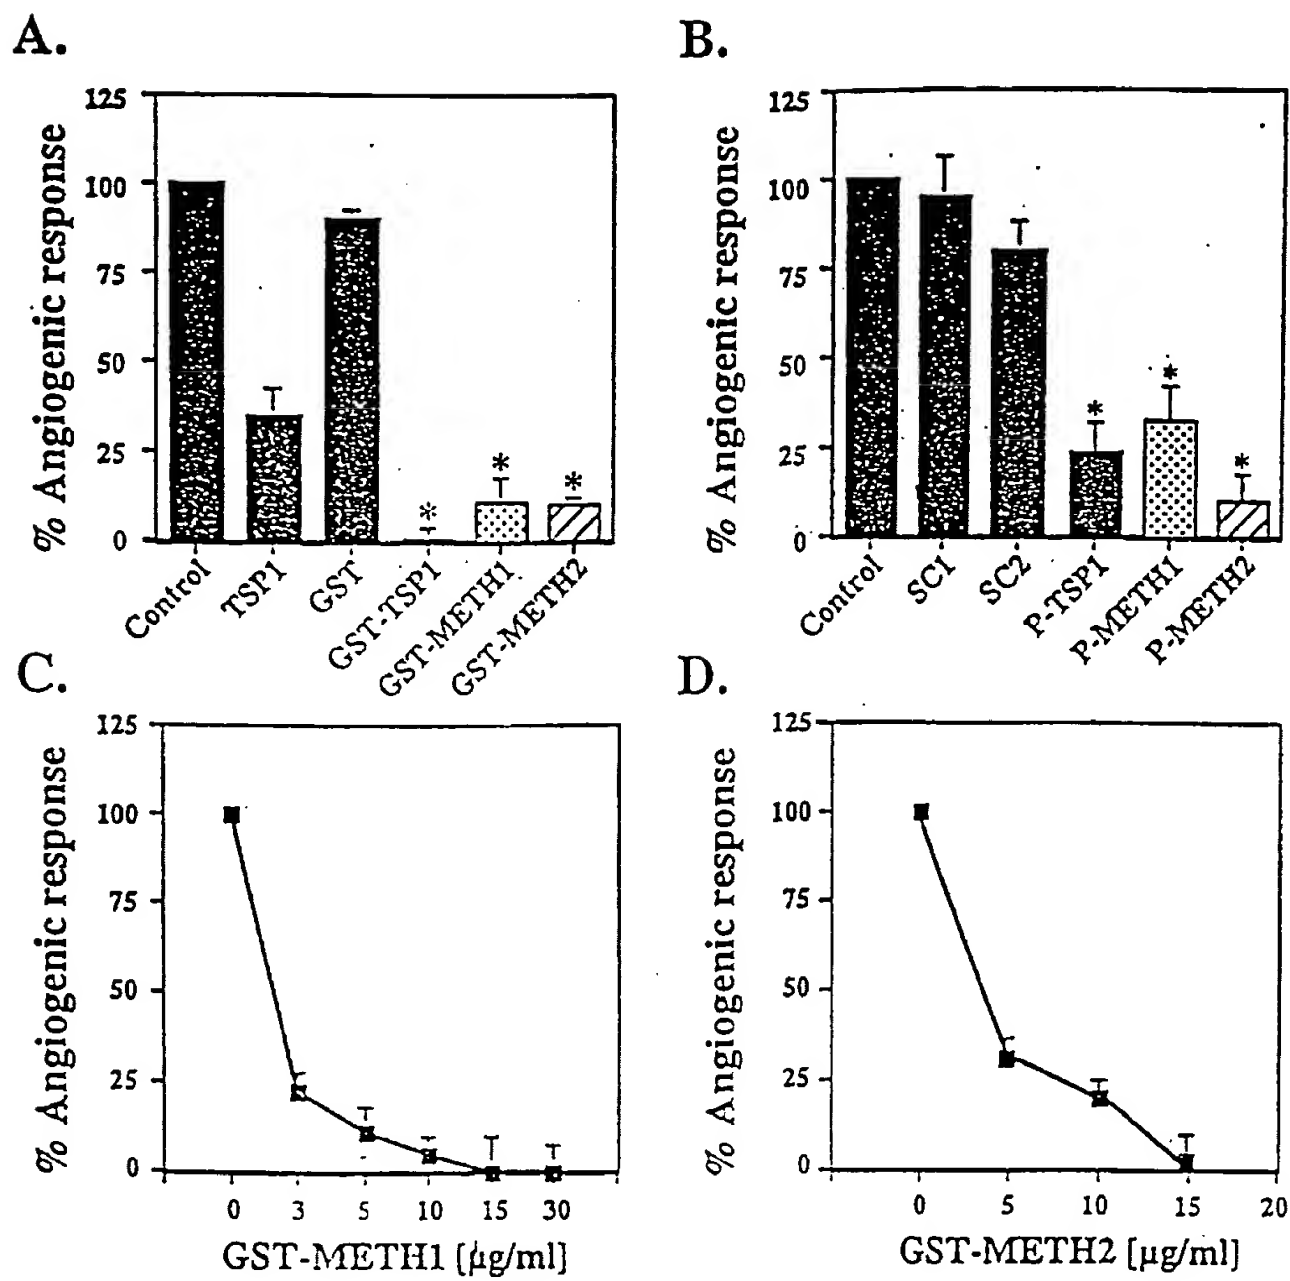 A.
% Angiogenic response
125
100
75
50
25
0
*
*
*
Control
TSP1
GST
GST-TSP1
GST-METH1
GST-METH2
B.
% Angiogenic response
125
100
75
50
25
0
*
*
*
Control
SC1
SC2
P-TSP1
P-METH1
P-METH2
C.
% Angiogenic response
125
100
75
50
25
0
0 3 5 10 15 30
GST-METH1 [µg/ml]
D.
% Angiogenic response
125
100
75
50
25
0
0 5 10 15 20
GST-METH2 [µg/ml]